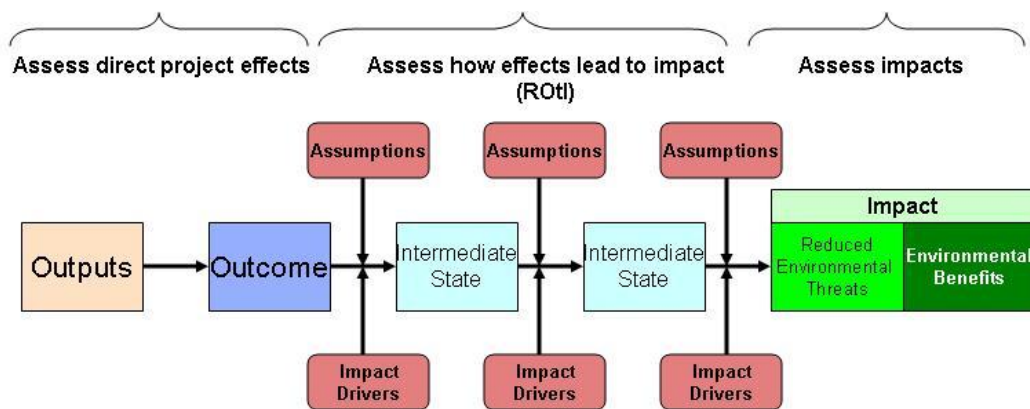 Assess direct project effects
Assess how effects lead to impact
(ROtI)
Assess impacts
Assumptions
Assumptions
Assumptions
Outputs
Outcome
Intermediate
State
Intermediate
State
Impact
Reduced
Environmental
Threats
Environmental
Benefits
Impact
Drivers
Impact
Drivers
Impact
Drivers